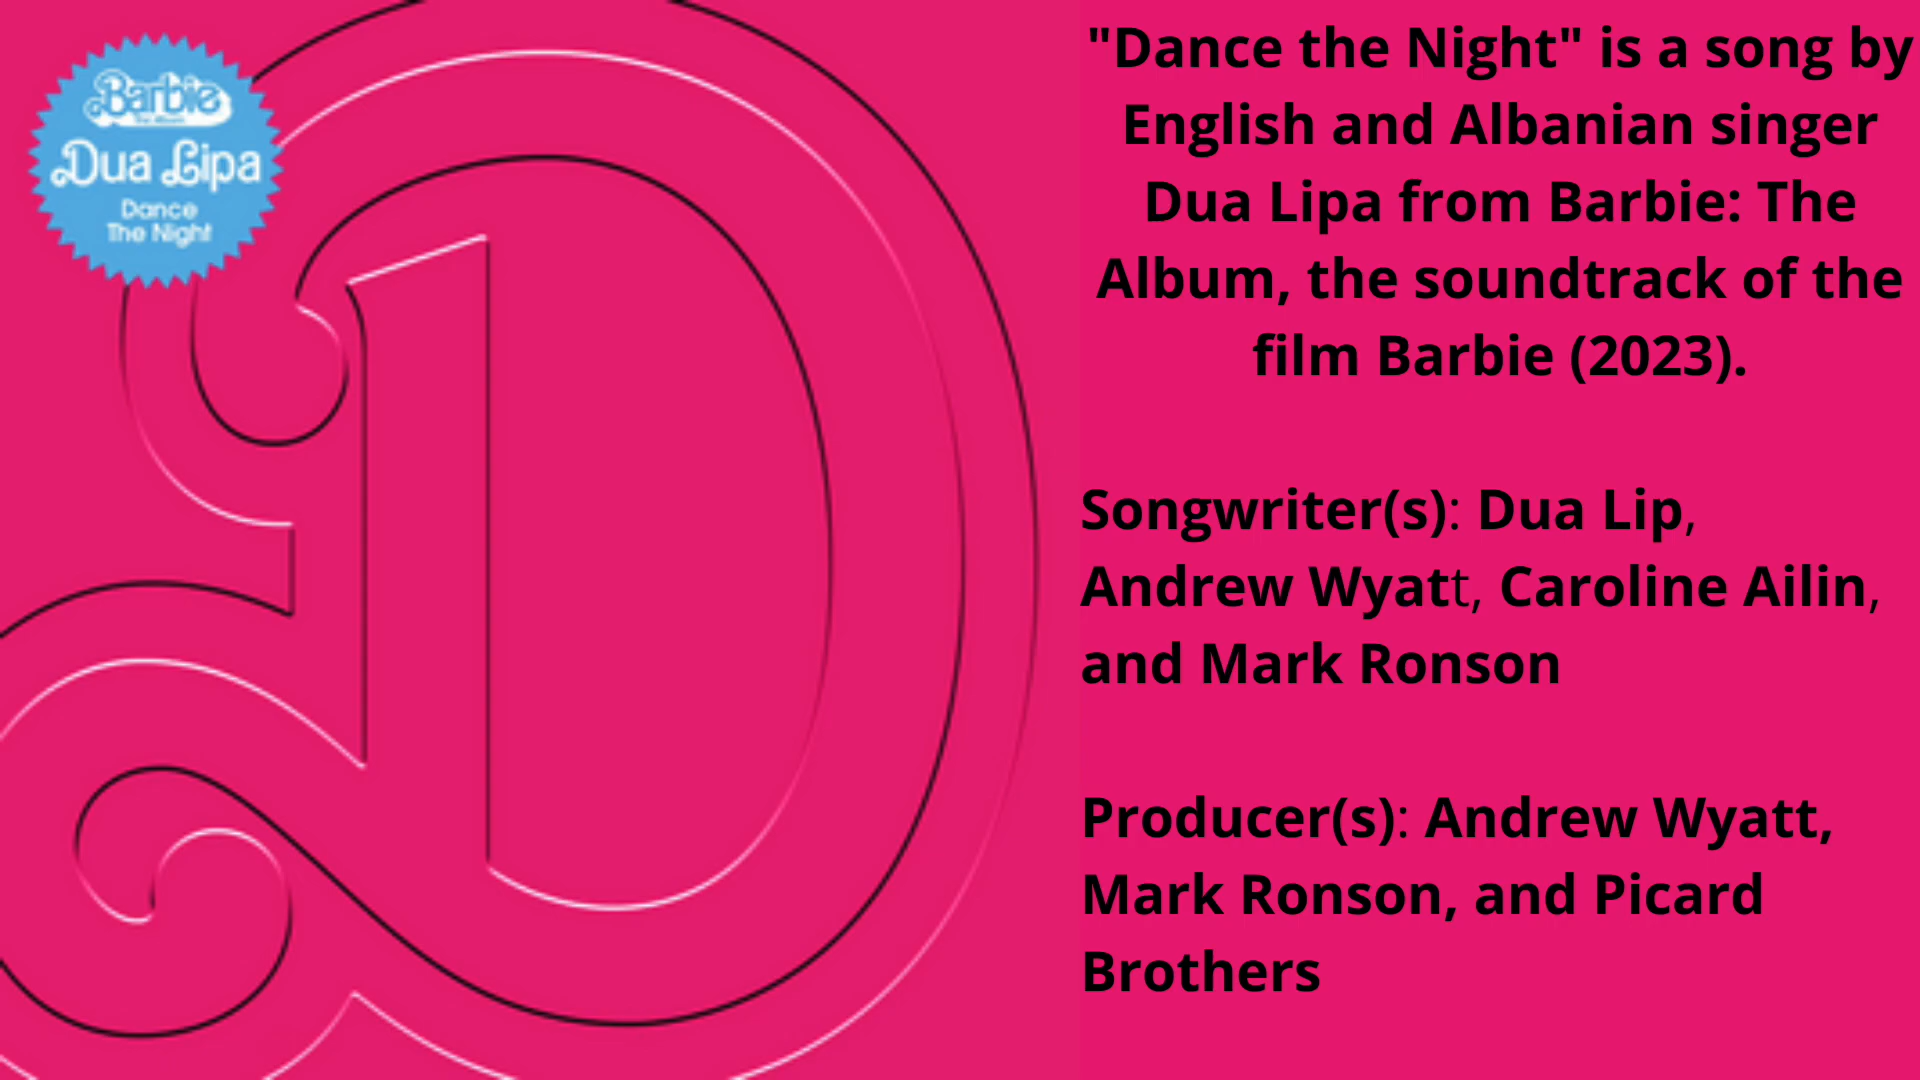 Barbie
The Album
Dua Lipa
Dance
The Night
"Dance the Night" is a song by
English and Albanian singer
Dua Lipa from Barbie: The
Album, the soundtrack of the
film Barbie (2023).
Songwriter(s): Dua Lip,
Andrew Wyatt, Caroline Ailin,
and Mark Ronson
Producer(s): Andrew Wyatt,
Mark Ronson, and Picard
Brothers